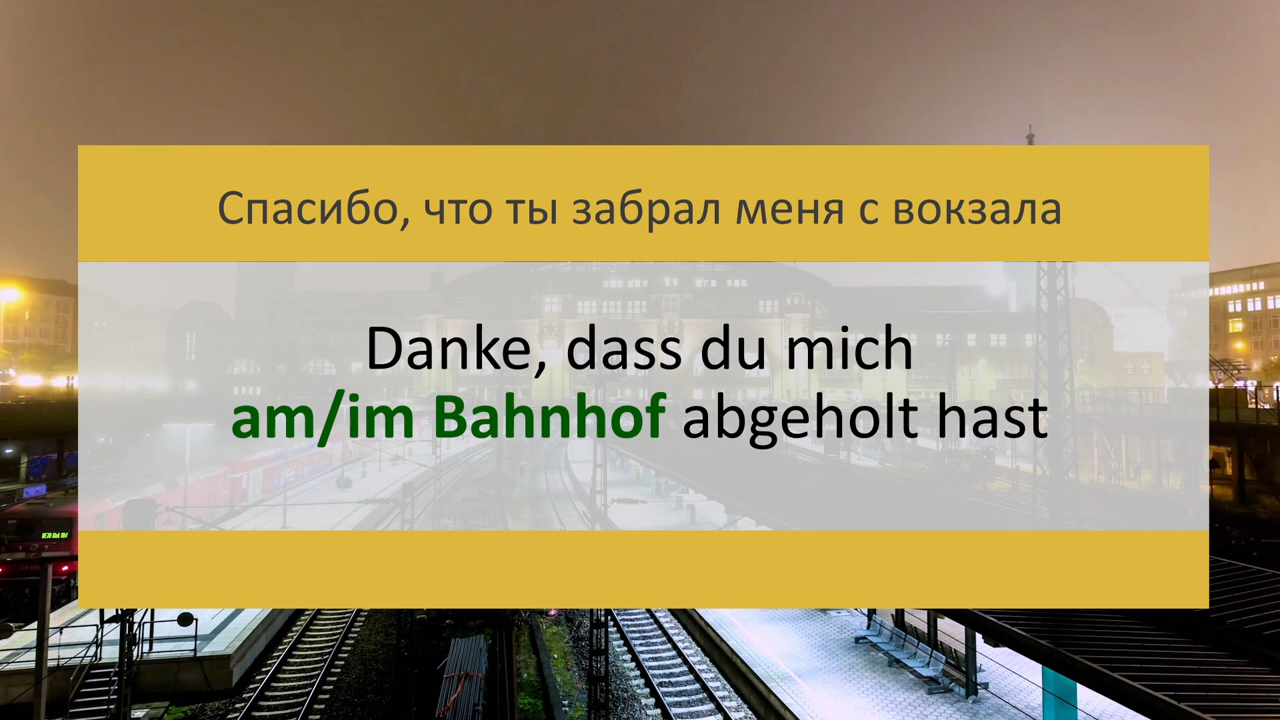 Спасибо, что ты забрал меня с вокзала
Danke, dass du mich
am/im Bahnhof abgeholt hast